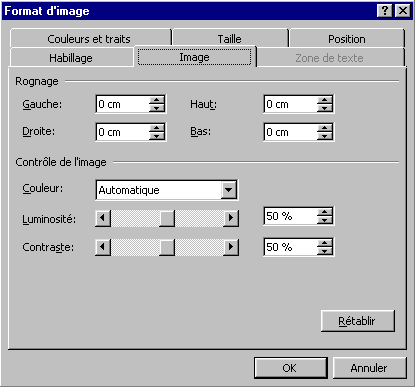 Format d'image
Couleurs et traits Taille Position
Habillage Image Zone de texte
Rognage
Gauche: 0 cm Haut: 0 cm
Droite: 0 cm Bas: 0 cm
Contrôle de l'image
Couleur: Automatique
Luminosité: 50 %
Contraste: 50 %
Rétablir
OK Annuler